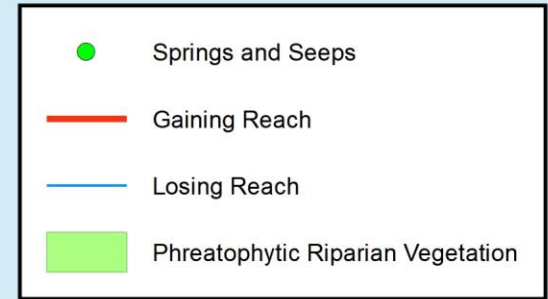 Springs and Seeps
Gaining Reach
Losing Reach
Phreatophytic Riparian Vegetation